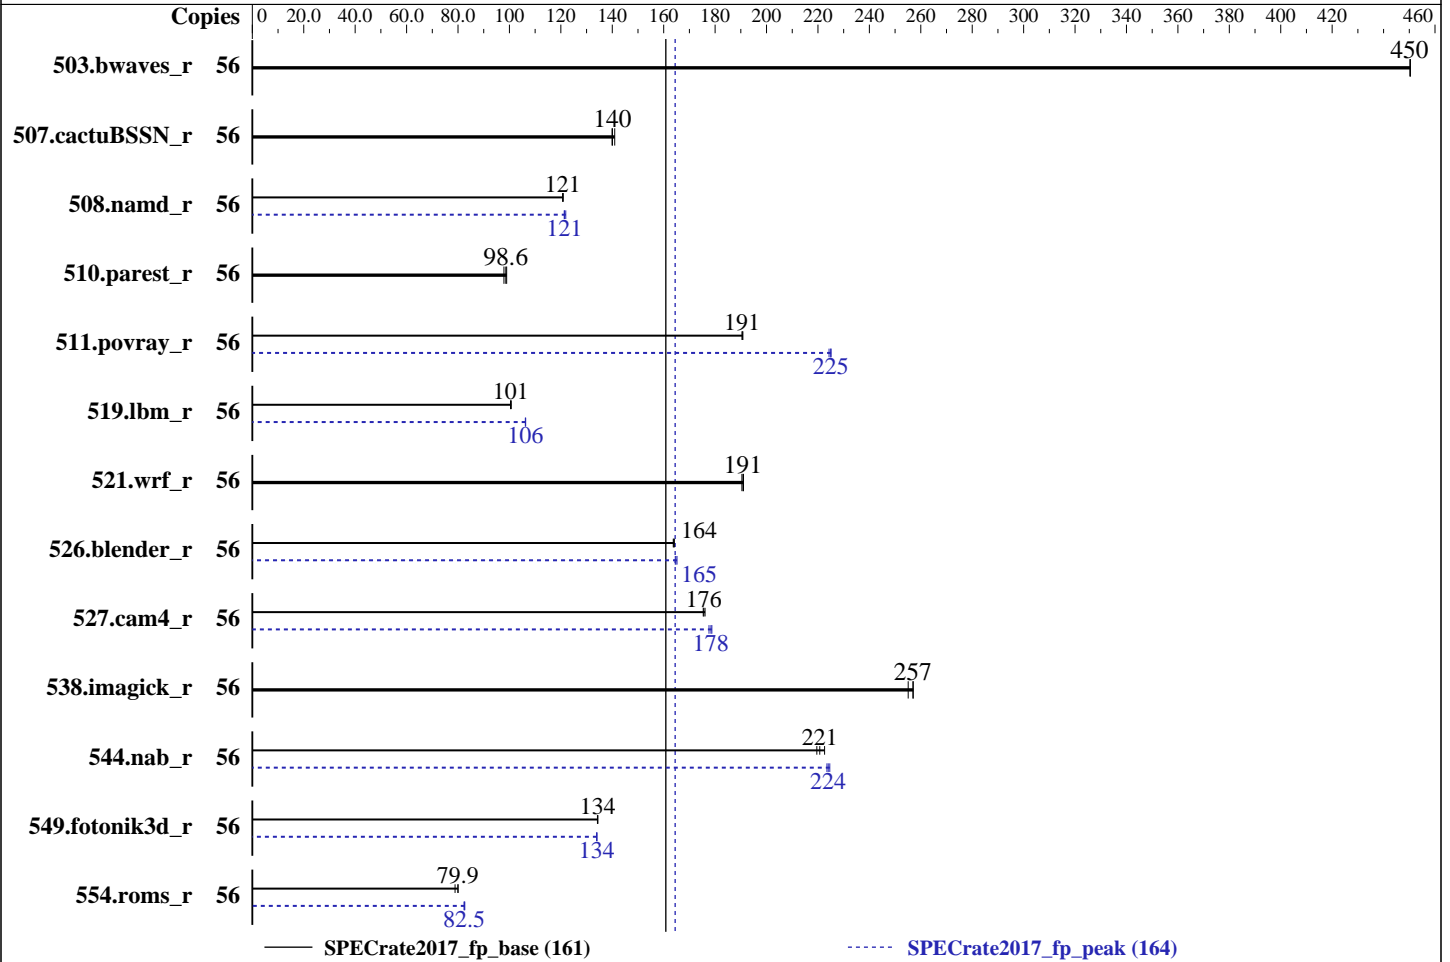 Copies 0 20.0 40.0 60.0 80.0 100 120 140 160 180 200 220 240 260 280 300 320 340 360 380 400 420 460
503.bwaves_r 56 450
507.cactuBSSN_r 56 140
508.namd_r 56 121
121
510.parest_r 56 98.6
511.povray_r 56 191
225
519.lbm_r 56 101
106
521.wrf_r 56 191
526.blender_r 56 164
165
527.cam4_r 56 176
178
538.imagick_r 56 257
544.nab_r 56 221
224
549.fotonik3d_r 56 134
134
554.roms_r 56 79.9
82.5
SPECrate2017_fp_base (161) SPECrate2017_fp_peak (164)